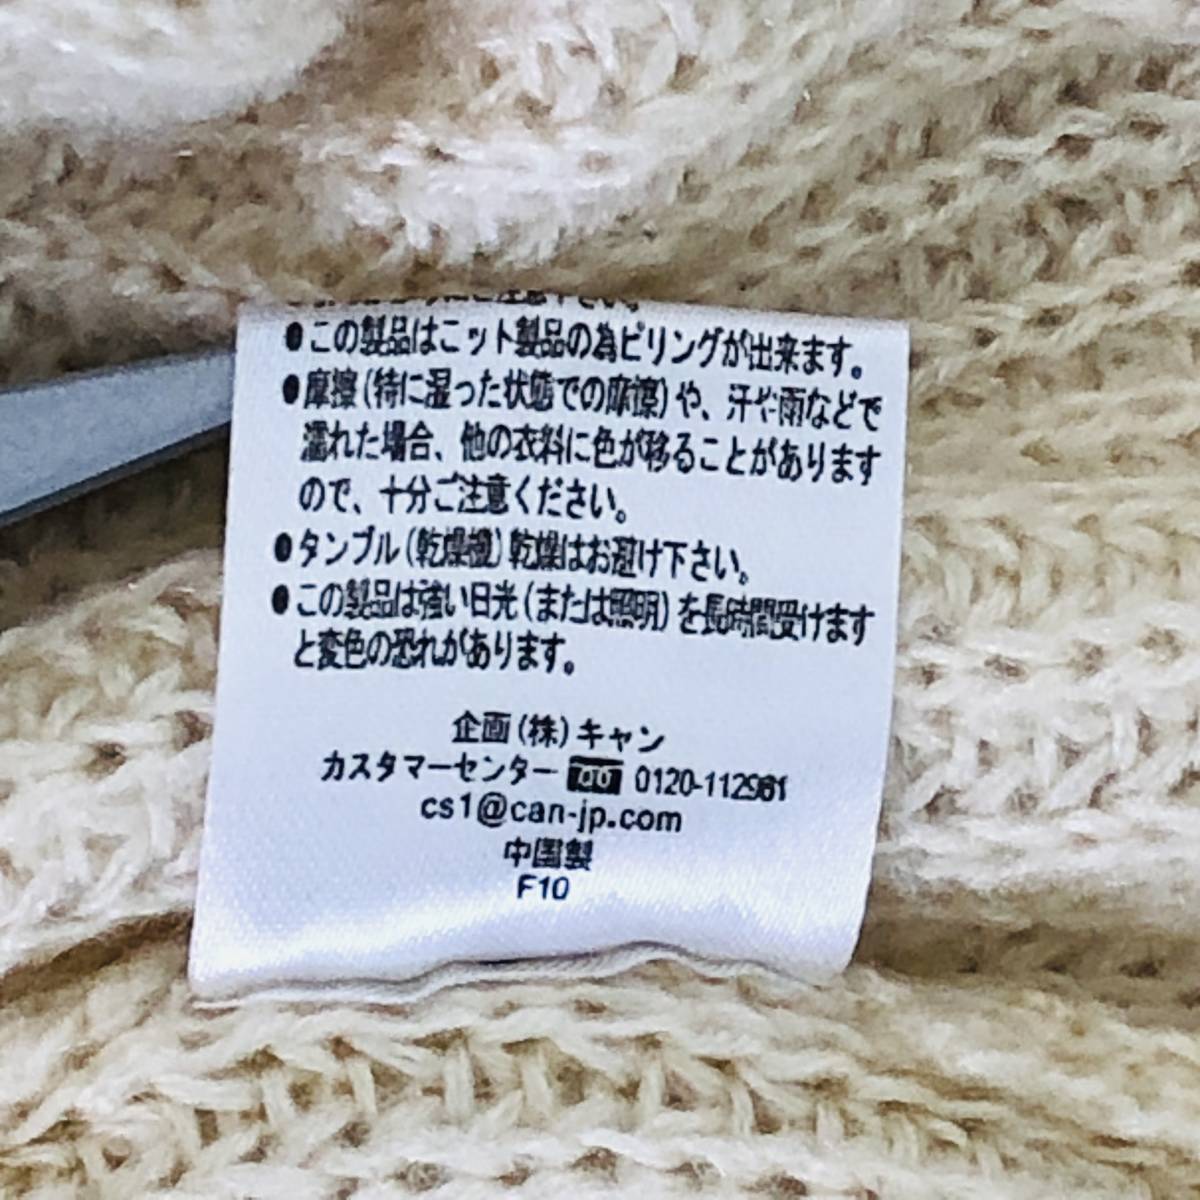 ご注意下さい。
●この製品はニット製品の為ピリングが出来ます。
●摩擦(特に湿った状態での摩擦)や、汗や雨などで
濡れた場合、他の衣料に色が移ることがあります
ので、十分ご注意ください。
●タンブル(乾燥機)乾燥はお避け下さい。
●この製品は強い日光(または照明)を長時間受けます
と変色の恐れがあります。
企画(株)キャン
カスタマーセンター 0120-112961
cs1@can-jp.com
中国製
F10